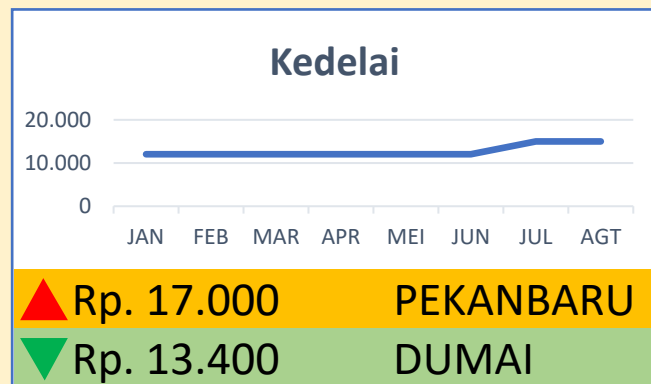 Kedelai
20.000
10.000
0
JAN FEB MAR APR MEI JUN JUL AGT
Rp. 17.000 PEKANBARU
Rp. 13.400 DUMAI